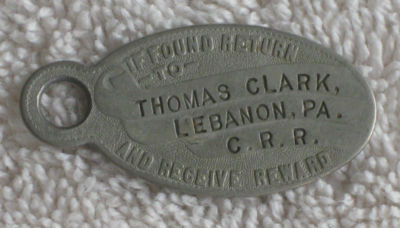 IF FOUND RETURN
-TO-
THOMAS CLARK,
LEBANON, PA.
C. R. R.
AND RECEIVE REWARD